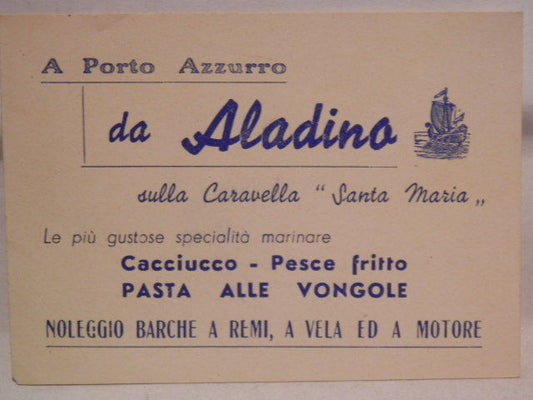 A Porto Azzurro
da Aladino
sulla Caravella “Santa Maria„
Le più gustose specialità marinare
Cacciucco - Pesce fritto
PASTA ALLE VONGOLE
NOLEGGIO BARCHE A REMI, A VELA ED A MOTORE